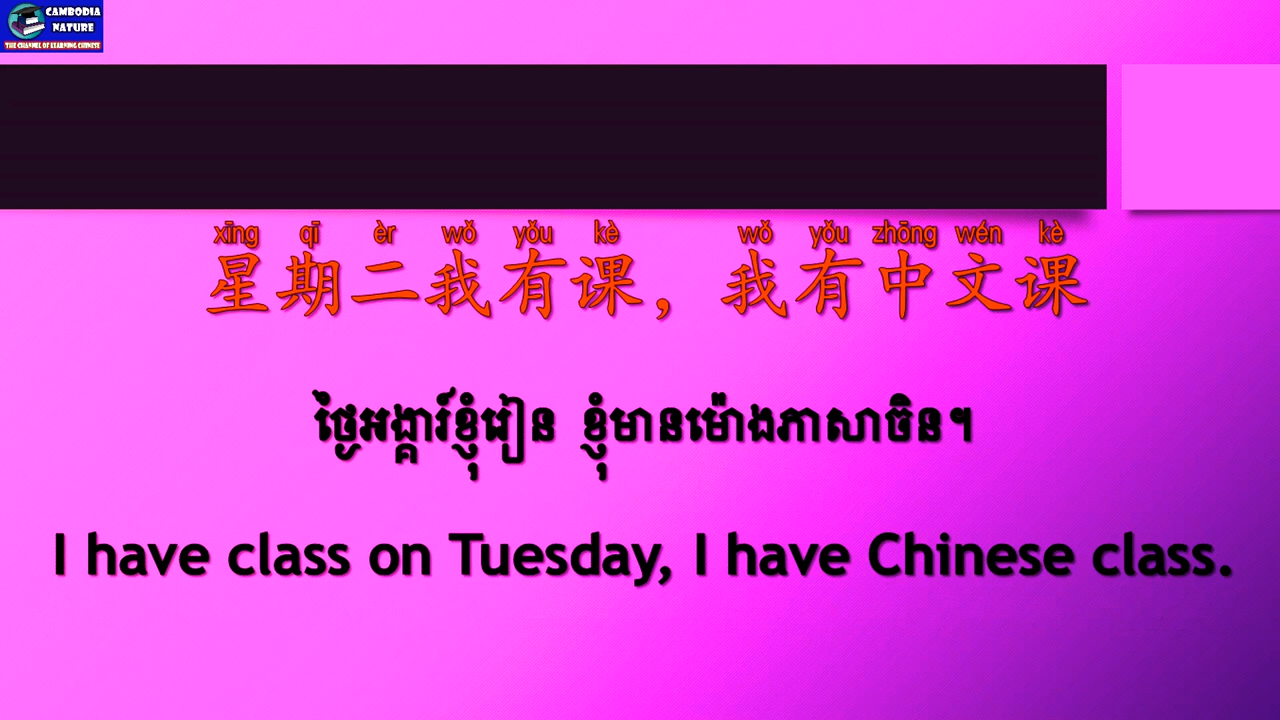 CAMBODIA
NATURE
THE CHANNEL OF LEARNING CHINESE
xīng qī èr wǒ yǒu kè wǒ yǒu zhōng wén kè
星期二我有课，我有中文课
ថ្ងៃអង្គារ៍ខ្ញុំរៀន ខ្ញុំមានម៉ោងភាសាចិន។
I have class on Tuesday, I have Chinese class.